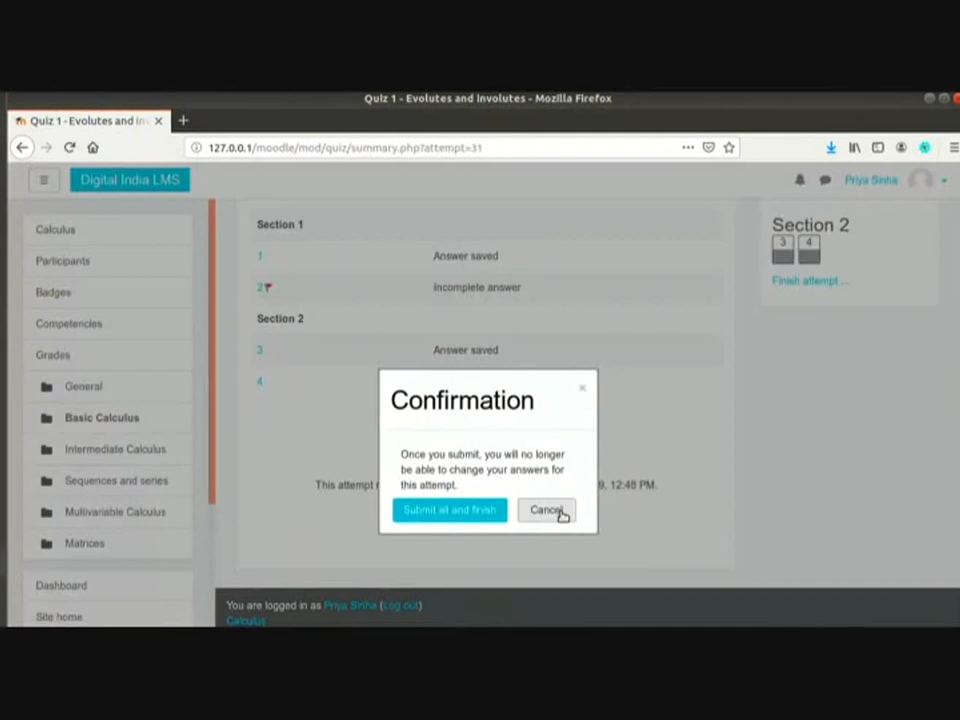 Quiz 1 - Evolutes and Involutes - Mozilla Firefox
Quiz 1 - Evolutes and In
127.0.0.1/moodle/mod/quiz/summary.php?attempt=31
Digital India LMS
Priya Sinha
Calculus
Participants
Badges
Competencies
Grades
General
Basic Calculus
Intermediate Calculus
Sequences and series
Multivariable Calculus
Matrices
Dashboard
Site home
Section 1
1 Answer saved
2 Incomplete answer
Section 2
3 Answer saved
4
This attempt
9, 12:48 PM.
Confirmation
×
Once you submit, you will no longer
be able to change your answers for
this attempt.
Submit all and finish
Cancel
Section 2
3 4
Finish attempt ...
You are logged in as Priya Sinha (Log out)
Calculus